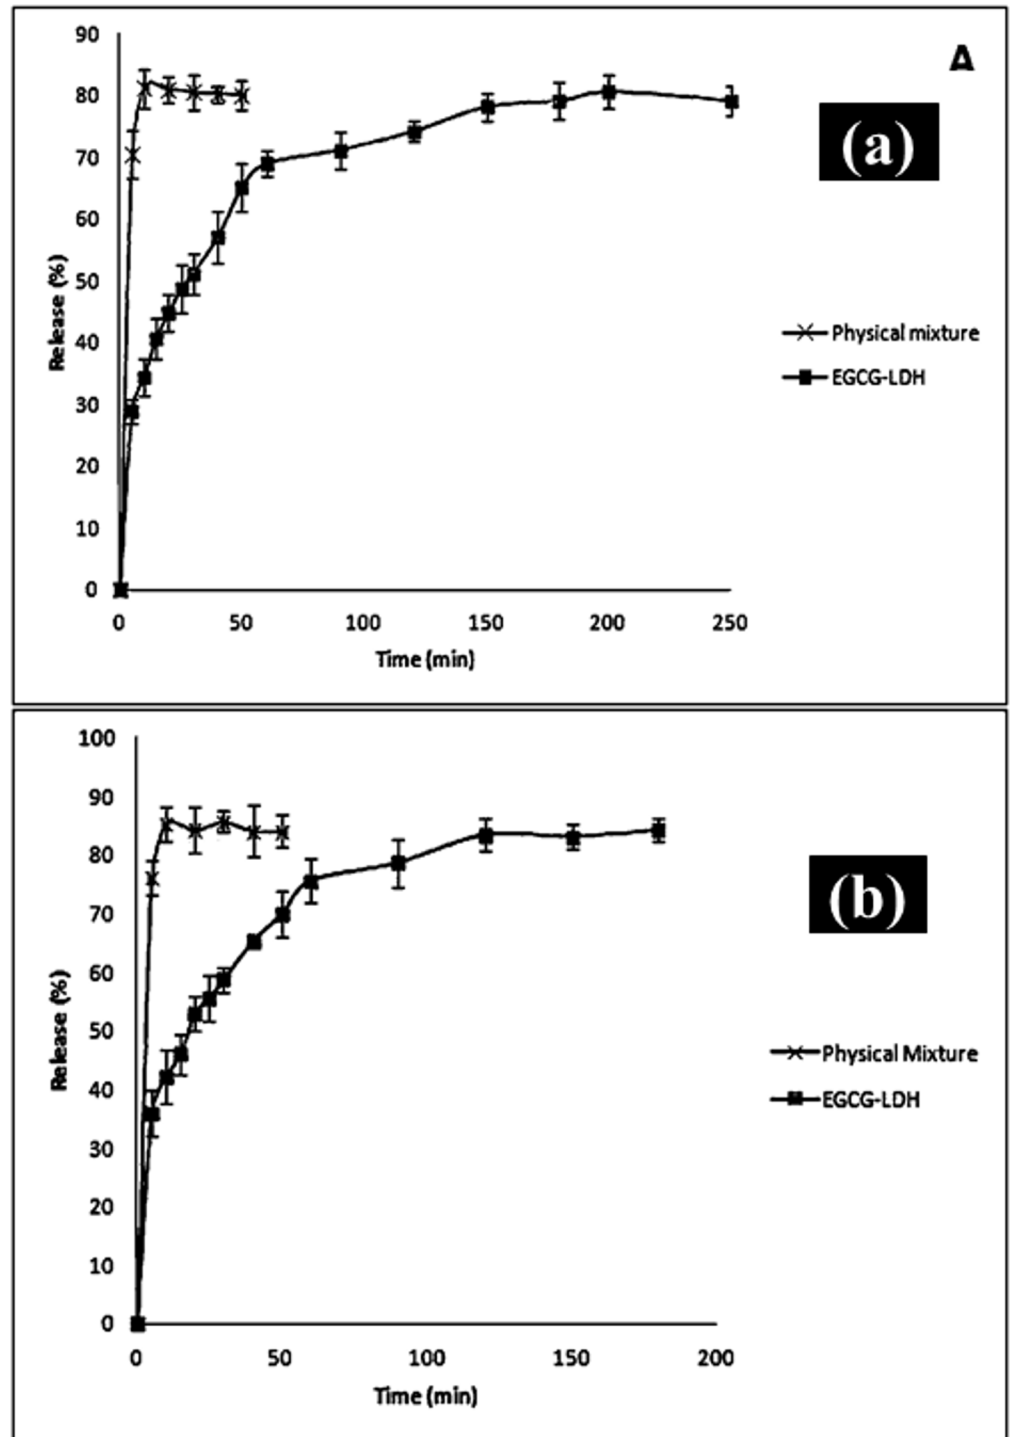 A
(a)
90
80
70
60
50
40
30
20
10
0
Release (%)
0 50 100 150 200 250
Time (min)
Physical mixture
EGCG-LDH
(b)
100
90
80
70
60
50
40
30
20
10
0
Release (%)
0 50 100 150 200
Time (min)
Physical Mixture
EGCG-LDH